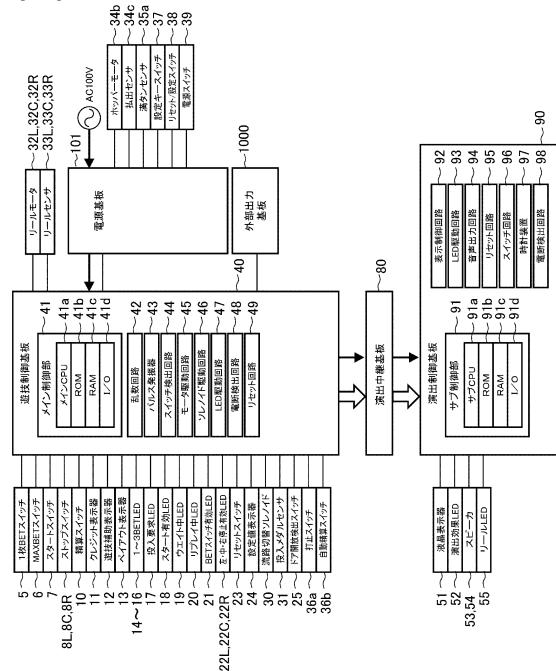 34b ホッパーモータ
34c 払出センサ
35a 満タンセンサ
37 設定キースイッチ
38 リセット/設定スイッチ
39 電源スイッチ
AC100V
101
電源基板
1000
外部出力基板
32L,32C,32R リールモータ
33L,33C,33R リールセンサ
40
遊技制御基板
41
メイン制御部
メインCPU 41a
ROM 41b
RAM 41c
I/O 41d
乱数回路 42
パルス発振器 43
スイッチ検出回路 44
モータ駆動回路 45
ソレノイド駆動回路 46
LED駆動回路 47
電断検出回路 48
リセット回路 49
5 1枚BETスイッチ
6 MAXBETスイッチ
7 スタートスイッチ
8L,8C,8R ストップスイッチ
10 精算スイッチ
11 クレジット表示器
12 遊技補助表示器
13 ペイアウト表示器
14～16 1～3BETLED
17 投入要求LED
18 スタート有効LED
19 ウエイト中LED
20 リプレイ中LED
21 BETスイッチ有効LED
22L,22C,22R 左・中・右停止有効LED
23 リセットスイッチ
24 設定値表示器
30 流路切替ソレノイド
31 投入メダルセンサ
25 ドア開放検出スイッチ
36a 打止スイッチ
36b 自動精算スイッチ
80
演出中継基板
90
演出制御基板
91
サブ制御部
サブCPU 91a
ROM 91b
RAM 91c
I/O 91d
表示制御回路 92
LED駆動回路 93
音声出力回路 94
リセット回路 95
スイッチ回路 96
時計装置 97
電断検出回路 98
51 液晶表示器
52 演出効果LED
53,54 スピーカ
55 リールLED